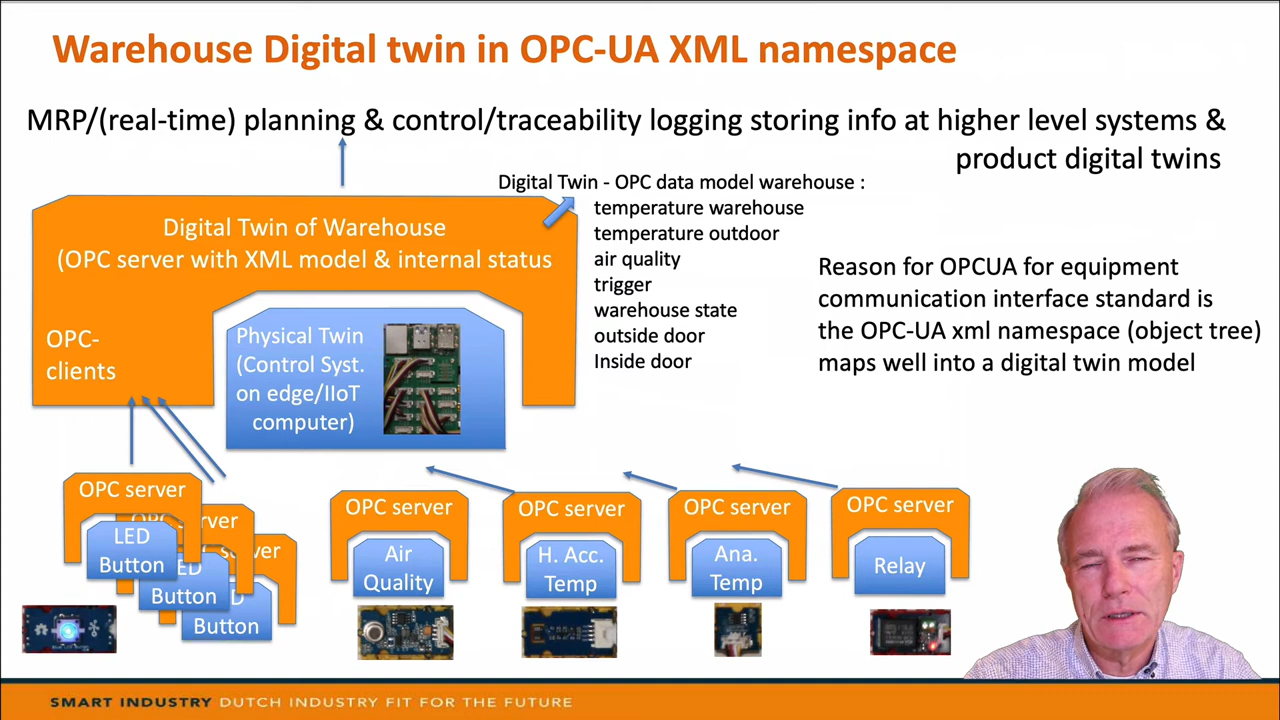 Warehouse Digital twin in OPC-UA XML namespace
MRP/(real-time) planning & control/traceability logging storing info at higher level systems &
product digital twins
Digital Twin - OPC data model warehouse :
temperature warehouse
temperature outdoor
air quality
trigger
warehouse state
outside door
Inside door
Digital Twin of Warehouse
(OPC server with XML model & internal status
Reason for OPCUA for equipment
communication interface standard is
the OPC-UA xml namespace (object tree)
maps well into a digital twin model
OPC-
clients
Physical Twin
(Control Syst.
on edge/IIoT
computer)
OPC server
LED
Button
OPC server
LED
Button
server
D
Button
OPC server
Air
Quality
OPC server
H. Acc.
Temp
OPC server
Ana.
Temp
OPC server
Relay
SMART INDUSTRY DUTCH INDUSTRY FIT FOR THE FUTURE